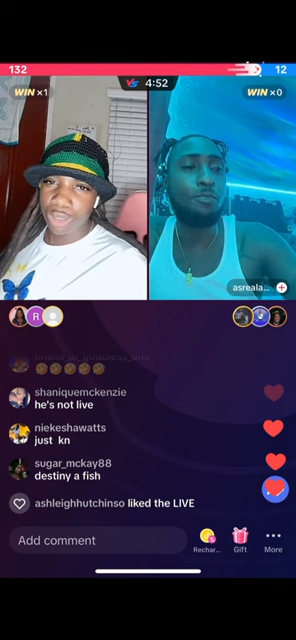 132
12
WIN ×1
VS 4:52
WIN ×0
asreala...
R
shaniquemckenzie
he's not live
niekeshawatts
just kn
sugar_mckay88
destiny a fish
ashleighhutchinso liked the LIVE
Add comment
Rechar...
Gift
More